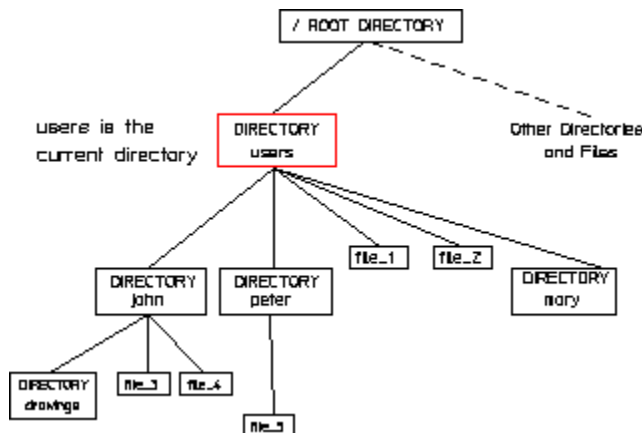 / ROOT DIRECTORY
users is the
current directory
DIRECTORY
users
Other Directories
and Files
DIRECTORY
john
DIRECTORY
peter
file_1
file_2
DIRECTORY
mary
DIRECTORY
drawings
file_3
file_4
file_5